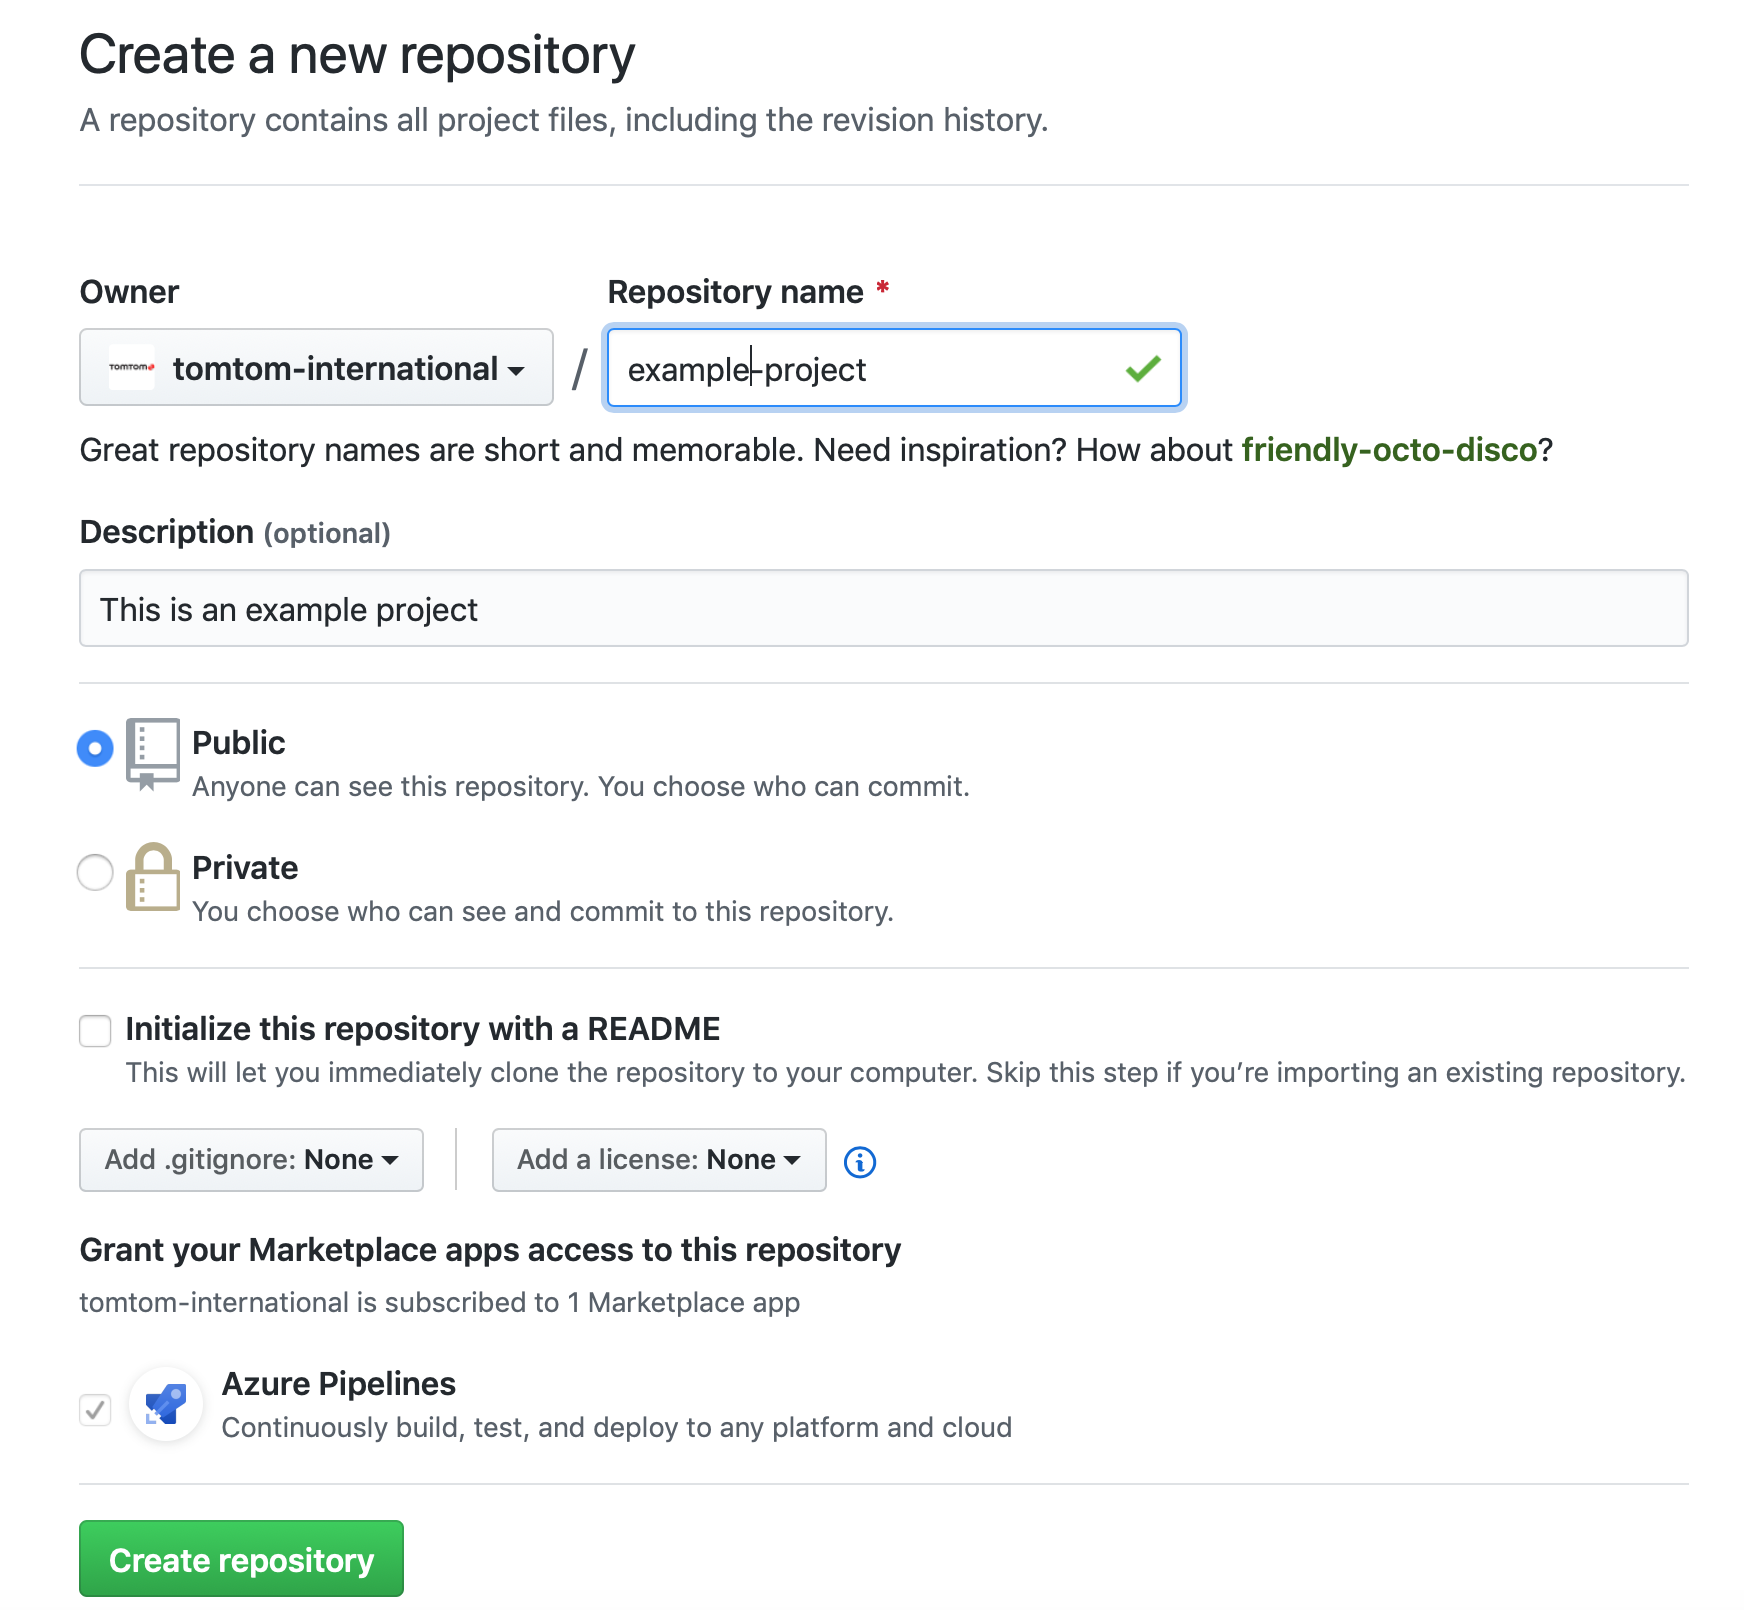 Create a new repository
A repository contains all project files, including the revision history.
Owner
Repository name *
TOMTOM
tomtom-international
/
example-project
Great repository names are short and memorable. Need inspiration? How about friendly-octo-disco?
Description (optional)
This is an example project
Public
Anyone can see this repository. You choose who can commit.
Private
You choose who can see and commit to this repository.
Initialize this repository with a README
This will let you immediately clone the repository to your computer. Skip this step if you’re importing an existing repository.
Add .gitignore: None
Add a license: None
Grant your Marketplace apps access to this repository
tomtom-international is subscribed to 1 Marketplace app
Azure Pipelines
Continuously build, test, and deploy to any platform and cloud
Create repository